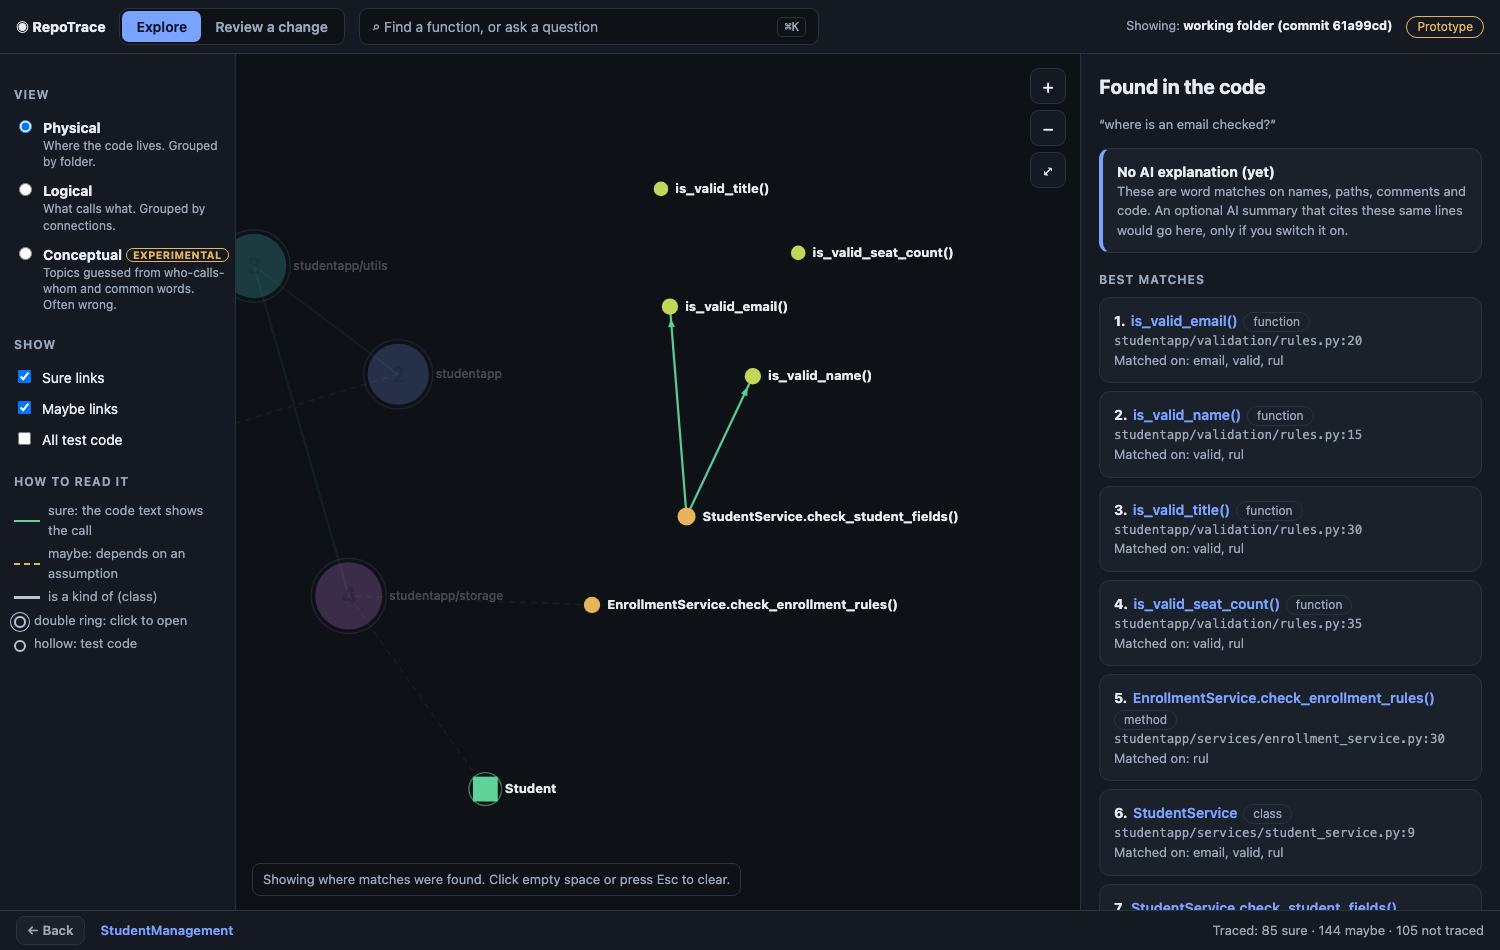 RepoTrace
Explore
Review a change
Find a function, or ask a question
⌘K
Showing: working folder (commit 61a99cd)
Prototype
VIEW
Physical
Where the code lives. Grouped
by folder.
Logical
What calls what. Grouped by
connections.
Conceptual EXPERIMENTAL
Topics guessed from who-calls-
whom and common words.
Often wrong.
SHOW
Sure links
Maybe links
All test code
HOW TO READ IT
sure: the code text shows
the call
maybe: depends on an
assumption
is a kind of (class)
double ring: click to open
hollow: test code
is_valid_title()
is_valid_seat_count()
3
studentapp/utils
is_valid_email()
2
studentapp
is_valid_name()
StudentService.check_student_fields()
4
studentapp/storage
EnrollmentService.check_enrollment_rules()
Student
Showing where matches were found. Click empty space or press Esc to clear.
+
−
Found in the code
“where is an email checked?”
No AI explanation (yet)
These are word matches on names, paths, comments and
code. An optional AI summary that cites these same lines
would go here, only if you switch it on.
BEST MATCHES
1. is_valid_email() function
studentapp/validation/rules.py:20
Matched on: email, valid, rul
2. is_valid_name() function
studentapp/validation/rules.py:15
Matched on: valid, rul
3. is_valid_title() function
studentapp/validation/rules.py:30
Matched on: valid, rul
4. is_valid_seat_count() function
studentapp/validation/rules.py:35
Matched on: valid, rul
5. EnrollmentService.check_enrollment_rules()
method
studentapp/services/enrollment_service.py:30
Matched on: rul
6. StudentService class
studentapp/services/student_service.py:9
Matched on: email, valid, rul
7. StudentService.check_student_fields()
← Back
StudentManagement
Traced: 85 sure · 144 maybe · 105 not traced